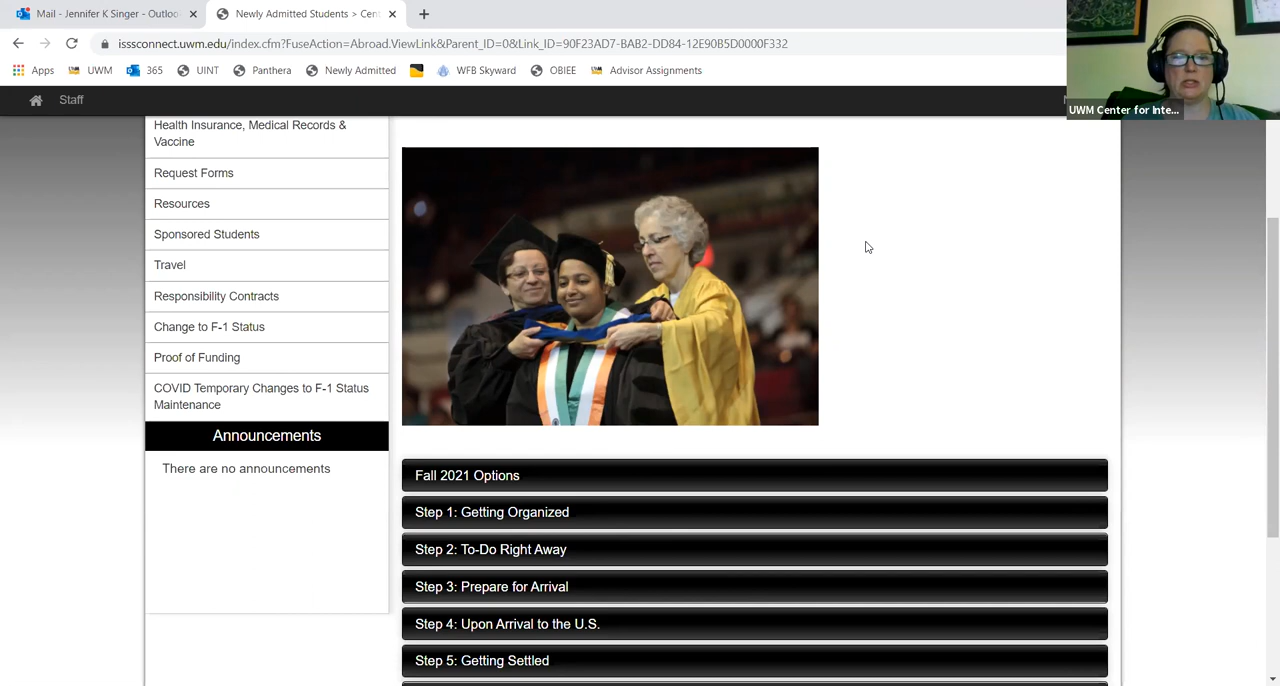 Mail - Jennifer K Singer - Outloo
Newly Admitted Students > Cent
isssconnect.uwm.edu/index.cfm?FuseAction=Abroad.ViewLink&Parent_ID=0&Link_ID=90F23AD7-BAB2-DD84-12E90B5D0000F332
Apps UWM 365 UINT Panthera Newly Admitted WFB Skyward OBIEE Advisor Assignments
UWM Center for Inte...
Staff
Health Insurance, Medical Records &
Vaccine
Request Forms
Resources
Sponsored Students
Travel
Responsibility Contracts
Change to F-1 Status
Proof of Funding
COVID Temporary Changes to F-1 Status
Maintenance
Announcements
There are no announcements
Fall 2021 Options
Step 1: Getting Organized
Step 2: To-Do Right Away
Step 3: Prepare for Arrival
Step 4: Upon Arrival to the U.S.
Step 5: Getting Settled